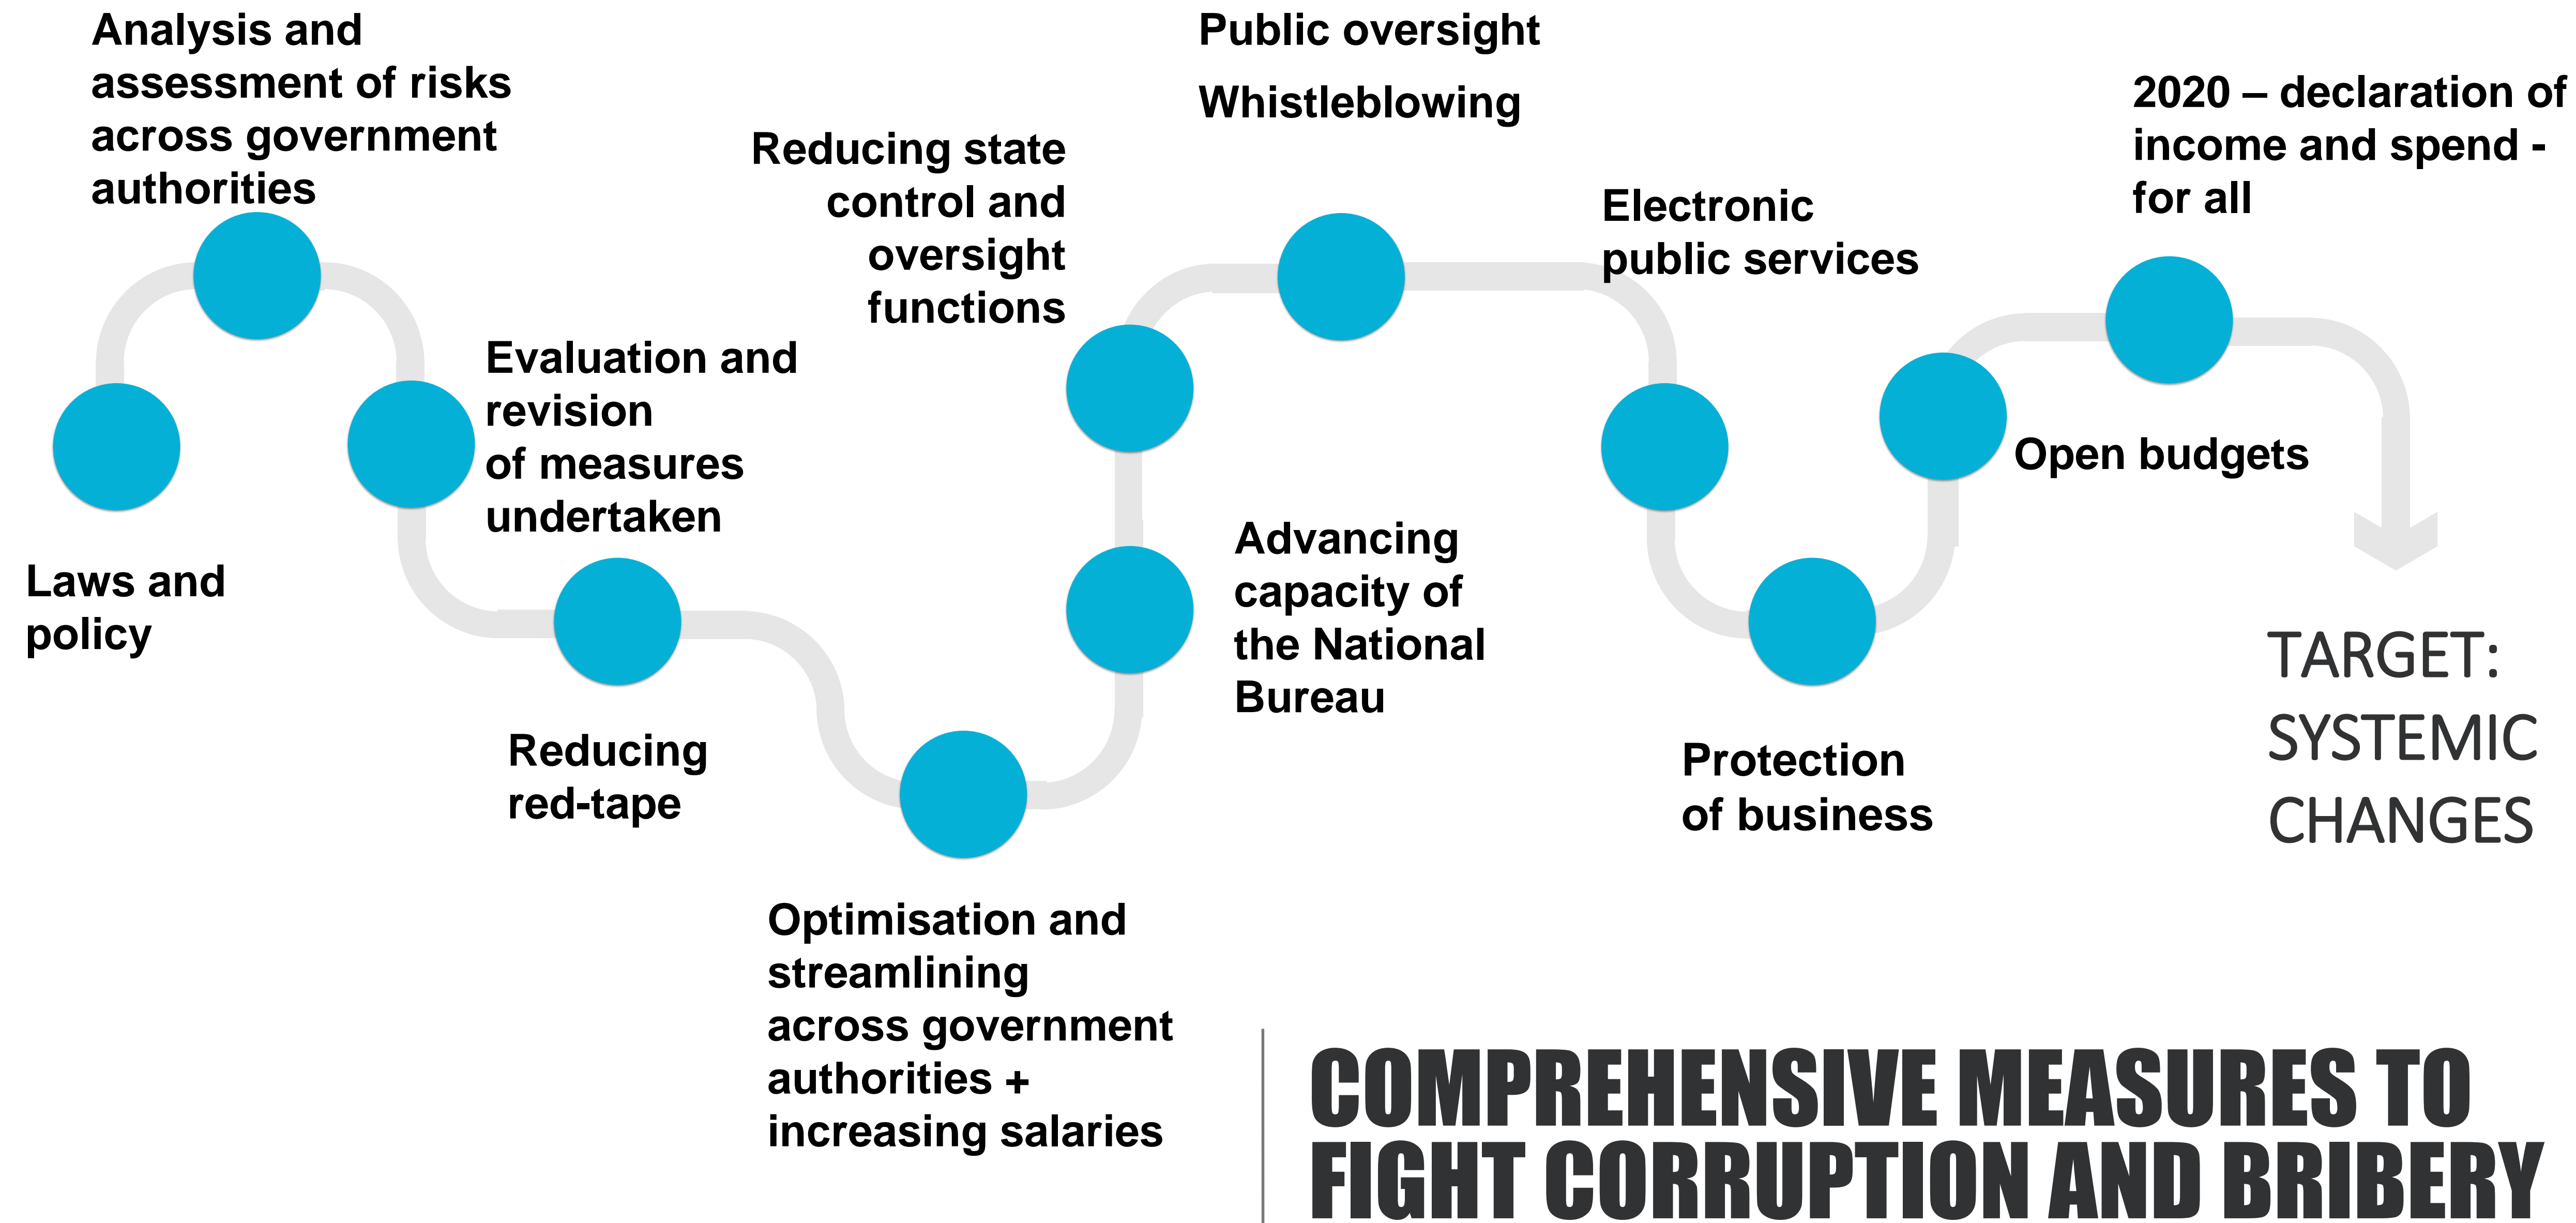 Analysis and
assessment of risks
across government
authorities
Public oversight
Whistleblowing
2020 – declaration of
income and spend -
for all
Reducing state
control and
oversight
functions
Electronic
public services
Evaluation and
revision
of measures
undertaken
Open budgets
Laws and
policy
Advancing
capacity of
the National
Bureau
TARGET:
SYSTEMIC
CHANGES
Reducing
red-tape
Protection
of business
Optimisation and
streamlining
across government
authorities +
increasing salaries
COMPREHENSIVE MEASURES TO
FIGHT CORRUPTION AND BRIBERY